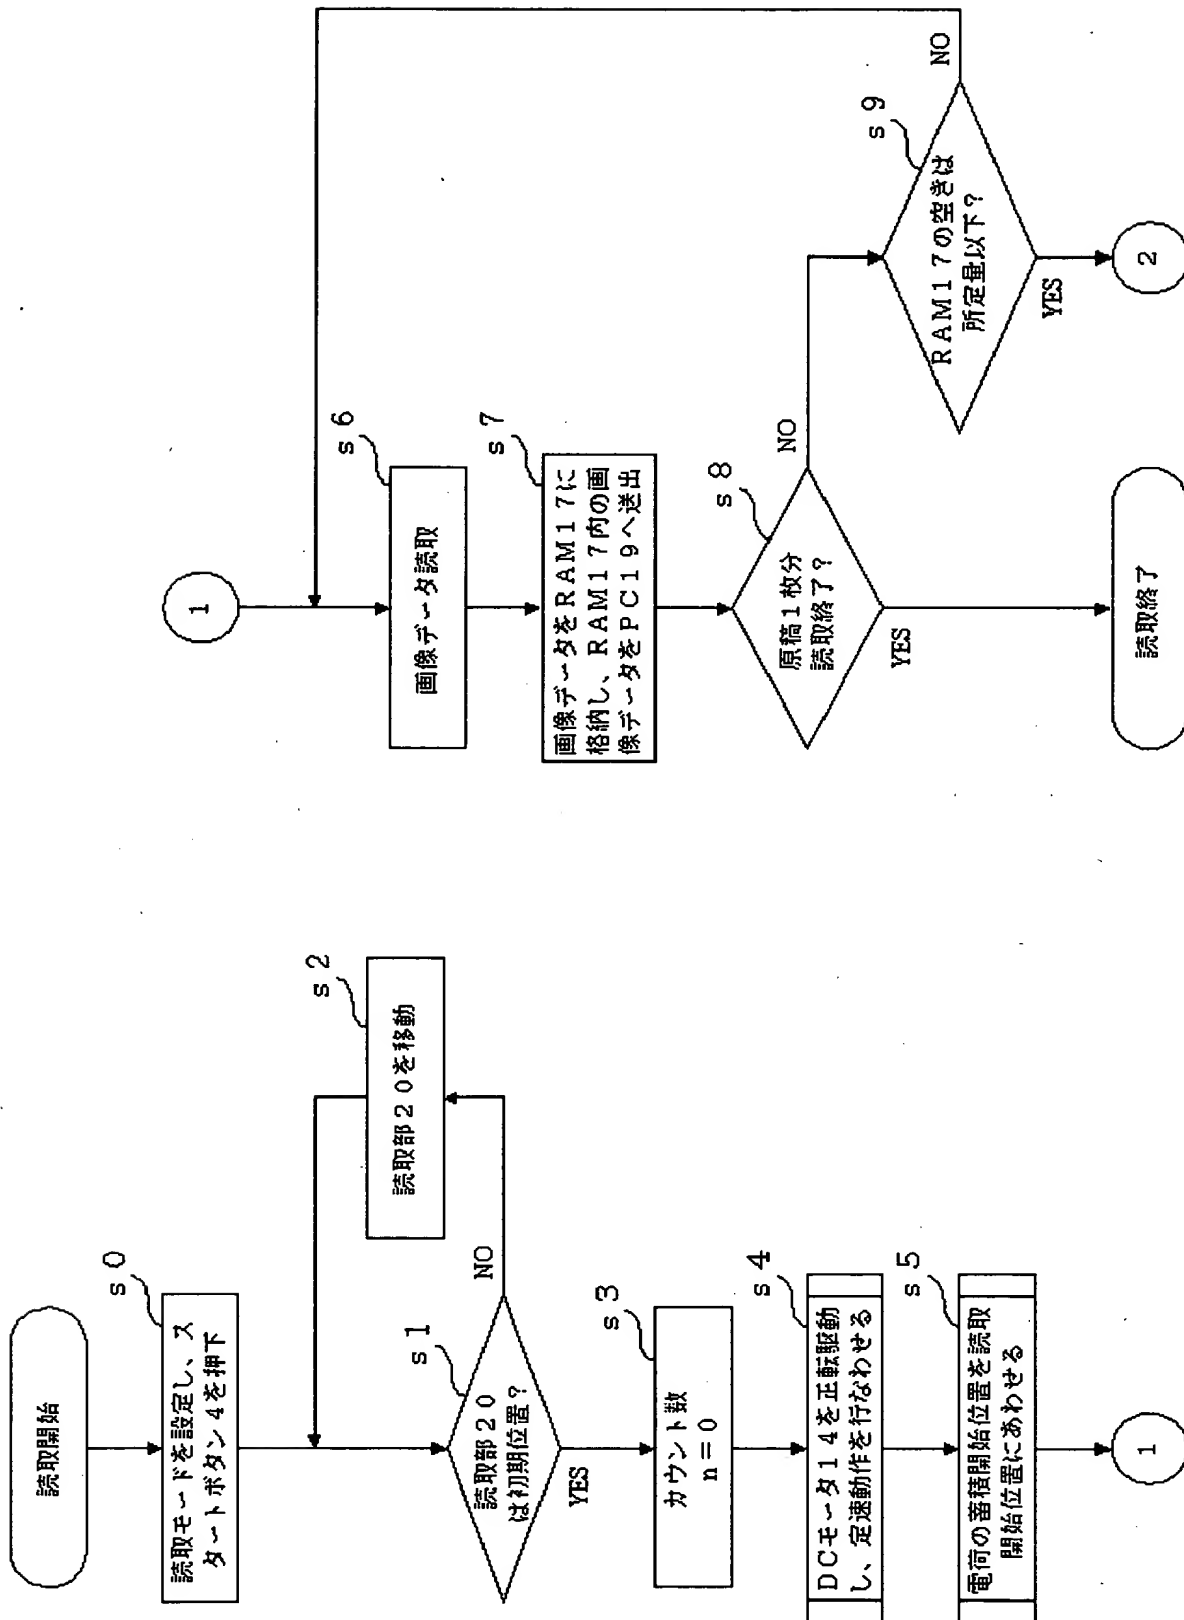 読取開始
s0
読取モードを設定し、ス
タートボタン4を押下
s1
読取部20
は初期位置?
NO
YES
s2
読取部20を移動
s3
カウント数
n=0
s4
DCモータ14を正転駆動
し、定速動作を行なわせる
s5
電荷の蓄積開始位置を読取
開始位置にあわせる
1
1
s6
画像データ読取
s7
画像データをRAM17に
格納し、RAM17内の画
像データをPC19へ送出
s8
原稿1枚分
読取終了?
NO
YES
読取終了
s9
RAM17の空きは
所定量以下?
NO
YES
2